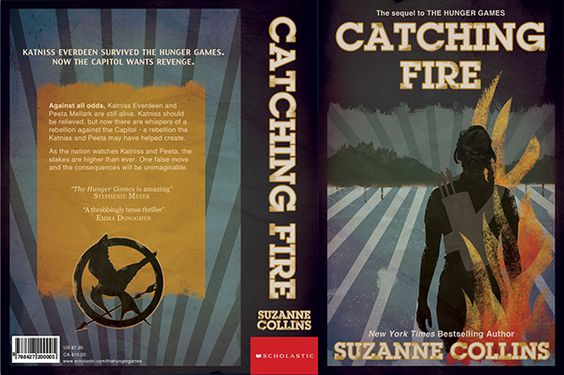 KATNISS EVERDEEN SURVIVED THE HUNGER GAMES.
NOW THE CAPITOL WANTS REVENGE.
Against all odds, Katniss Everdeen and
Peeta Mellark are still alive. Katniss should
be relieved, but now there are whispers of a
rebellion against the Capitol - a rebellion
the Katniss and Peeta may have helped create.
As the nation watches Katniss and Peeta, the
stakes are higher than ever. One false move
and the consequences will be unimaginable.
"The Hunger Games is amazing"
STEPHENIE MEYER
"A throbbingly tense thriller"
EMMA DONOGHUE
9788427200005
US $7.20
CA $10.20
www.scholastic.com/thehungergames
CATCHING FIRE
SUZANNE
COLLINS
SCHOLASTIC
The sequel to THE HUNGER GAMES
CATCHING
FIRE
New York Times Bestselling Author
SUZANNE COLLINS